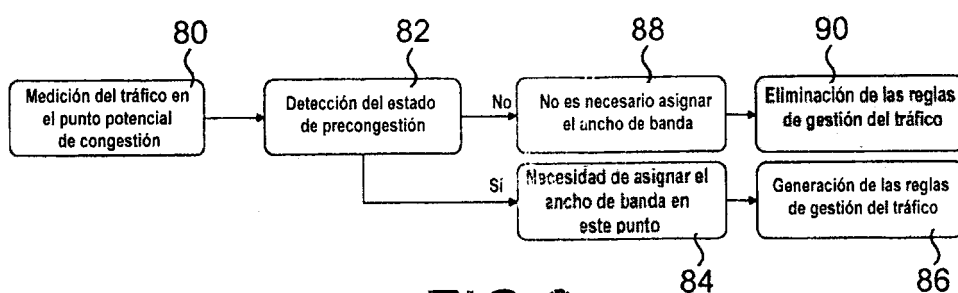 80
82
88
90
Medición del tráfico en
el punto potencial
de congestión
Detección del estado
de precongestión
No
No es necesario asignar
el ancho de banda
Eliminación de las reglas
de gestión del tráfico
Sí
Necesidad de asignar el
ancho de banda en
este punto
Generación de las reglas
de gestión del tráfico
84
86